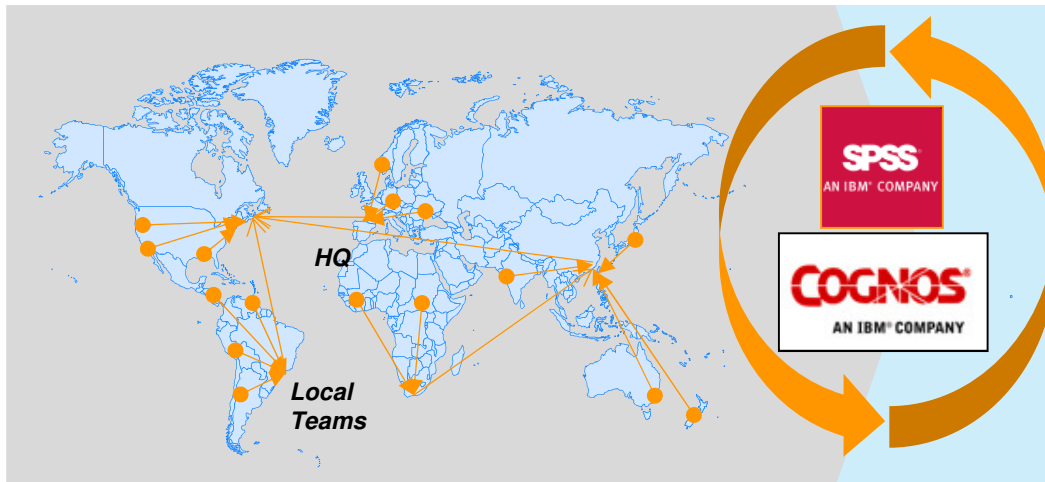 SPSS®
AN IBM® COMPANY
HQ
COGNOS®
AN IBM® COMPANY
Local
Teams